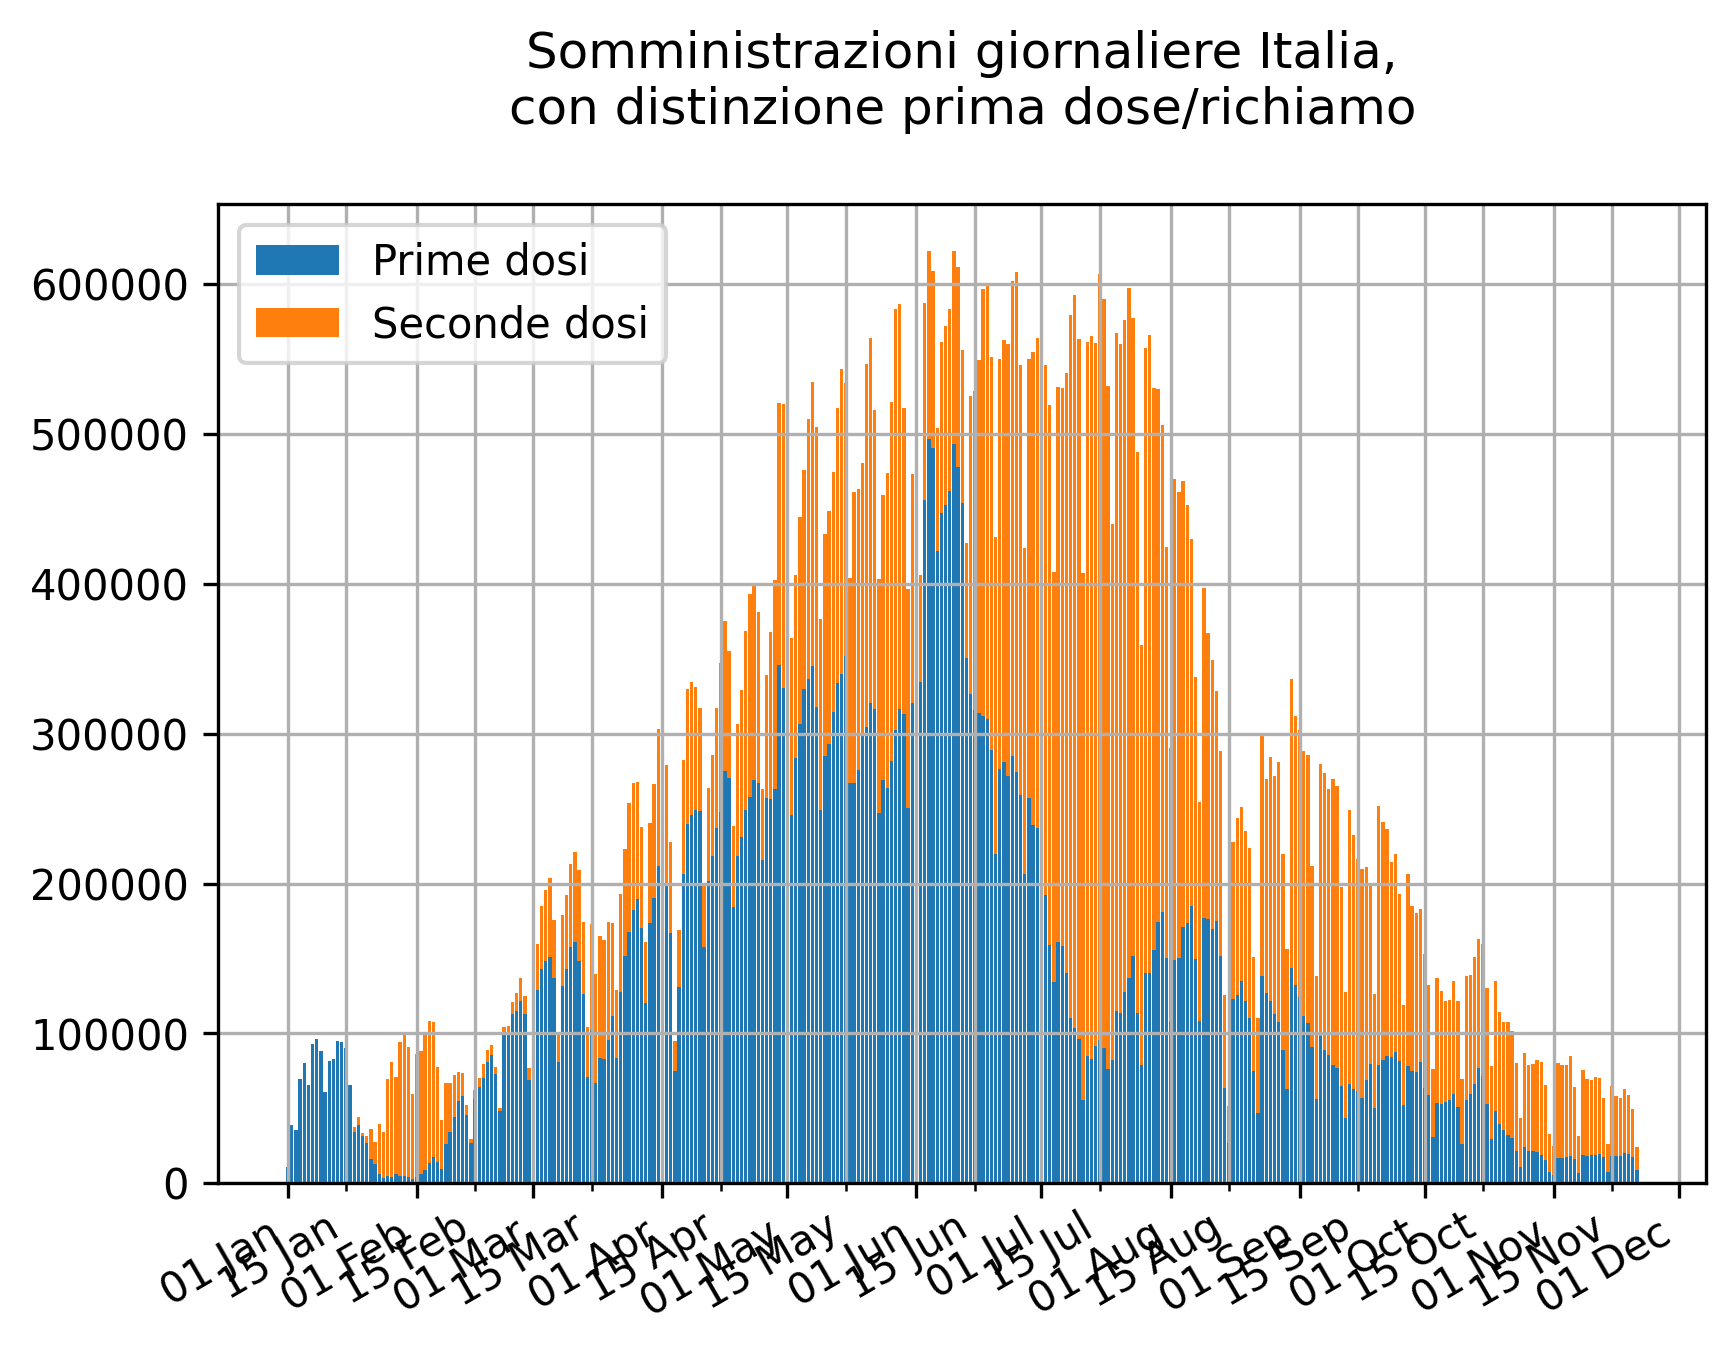 Somministrazioni giornaliere Italia,
con distinzione prima dose/richiamo
Prime dosi
Seconde dosi
600000
500000
400000
300000
200000
100000
0
01 Jan
15 Jan
01 Feb
15 Feb
01 Mar
15 Mar
01 Apr
15 Apr
01 May
15 May
01 Jun
15 Jun
01 Jul
15 Jul
01 Aug
15 Aug
01 Sep
15 Sep
01 Oct
15 Oct
01 Nov
15 Nov
01 Dec